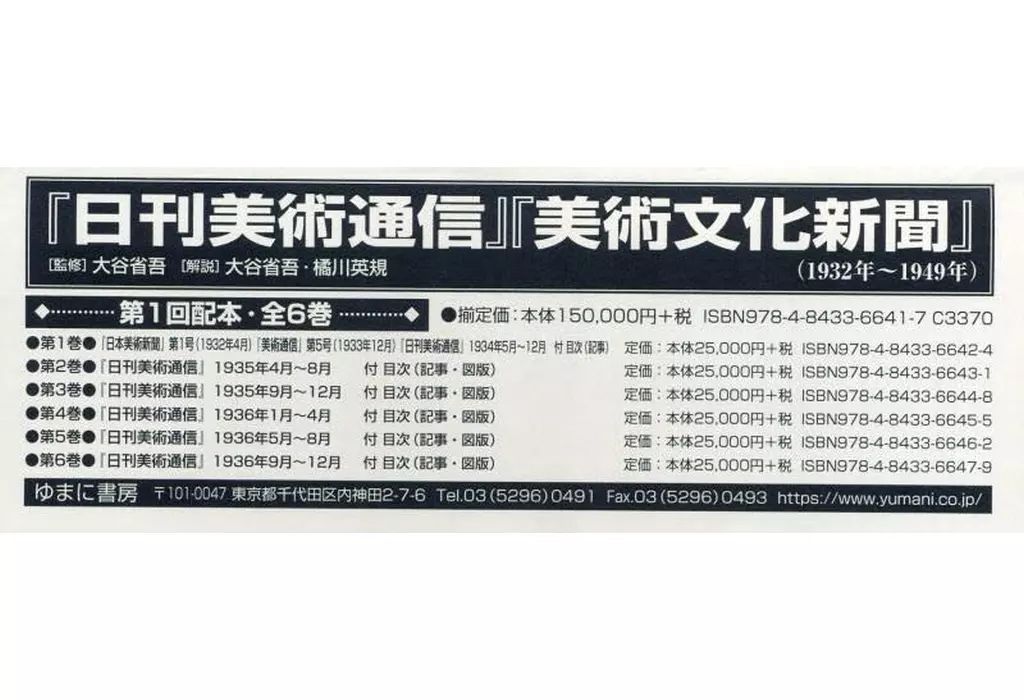 『日刊美術通信』『美術文化新聞』
[監修] 大谷省吾 [解説] 大谷省吾・橘川英規 (1932年～1949年)
◆⋯⋯⋯⋯ 第1回配本・全6巻 ⋯⋯⋯⋯◆ ●揃定価:本体150,000円+税 ISBN978-4-8433-6641-7 C3370
●第1巻●『日本美術新聞』第1号(1932年4月)『美術通信』第5号(1933年12月)『日刊美術通信』1934年5月～12月 付 目次(記事) 定価:本体25,000円+税 ISBN978-4-8433-6642-4
●第2巻●『日刊美術通信』 1935年4月～8月 付 目次(記事・図版) 定価:本体25,000円+税 ISBN978-4-8433-6643-1
●第3巻●『日刊美術通信』 1935年9月～12月 付 目次(記事・図版) 定価:本体25,000円+税 ISBN978-4-8433-6644-8
●第4巻●『日刊美術通信』 1936年1月～4月 付 目次(記事・図版) 定価:本体25,000円+税 ISBN978-4-8433-6645-5
●第5巻●『日刊美術通信』 1936年5月～8月 付 目次(記事・図版) 定価:本体25,000円+税 ISBN978-4-8433-6646-2
●第6巻●『日刊美術通信』 1936年9月～12月 付 目次(記事・図版) 定価:本体25,000円+税 ISBN978-4-8433-6647-9
ゆまに書房 〒101-0047 東京都千代田区内神田2-7-6 Tel.03(5296)0491 Fax.03(5296)0493 https://www.yumani.co.jp/